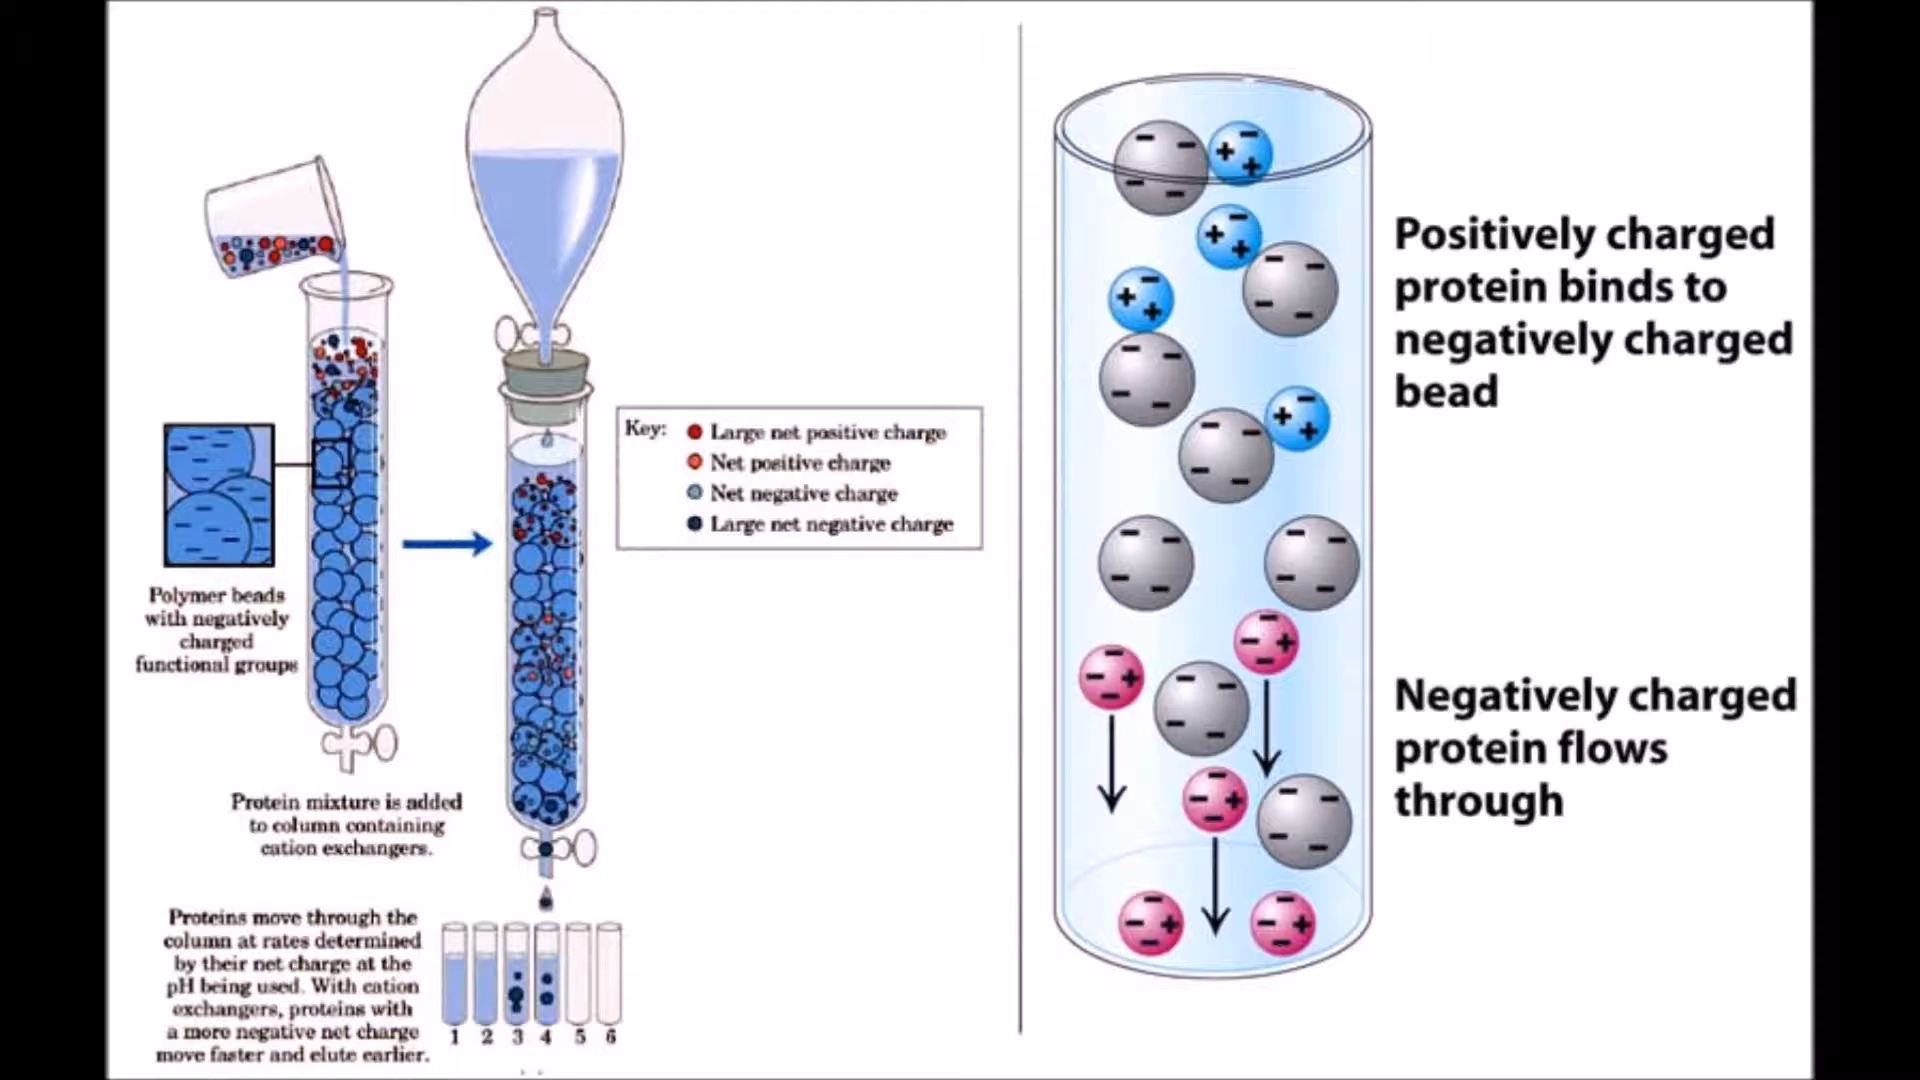 Polymer beads
with negatively
charged
functional groups
Protein mixture is added
to column containing
cation exchangers.
Proteins move through the
column at rates determined
by their net charge at the
pH being used. With cation
exchangers, proteins with
a more negative net charge
move faster and elute earlier.
1 2 3 4 5 6
Key:
Large net positive charge
Net positive charge
Net negative charge
Large net negative charge
Positively charged
protein binds to
negatively charged
bead
Negatively charged
protein flows
through